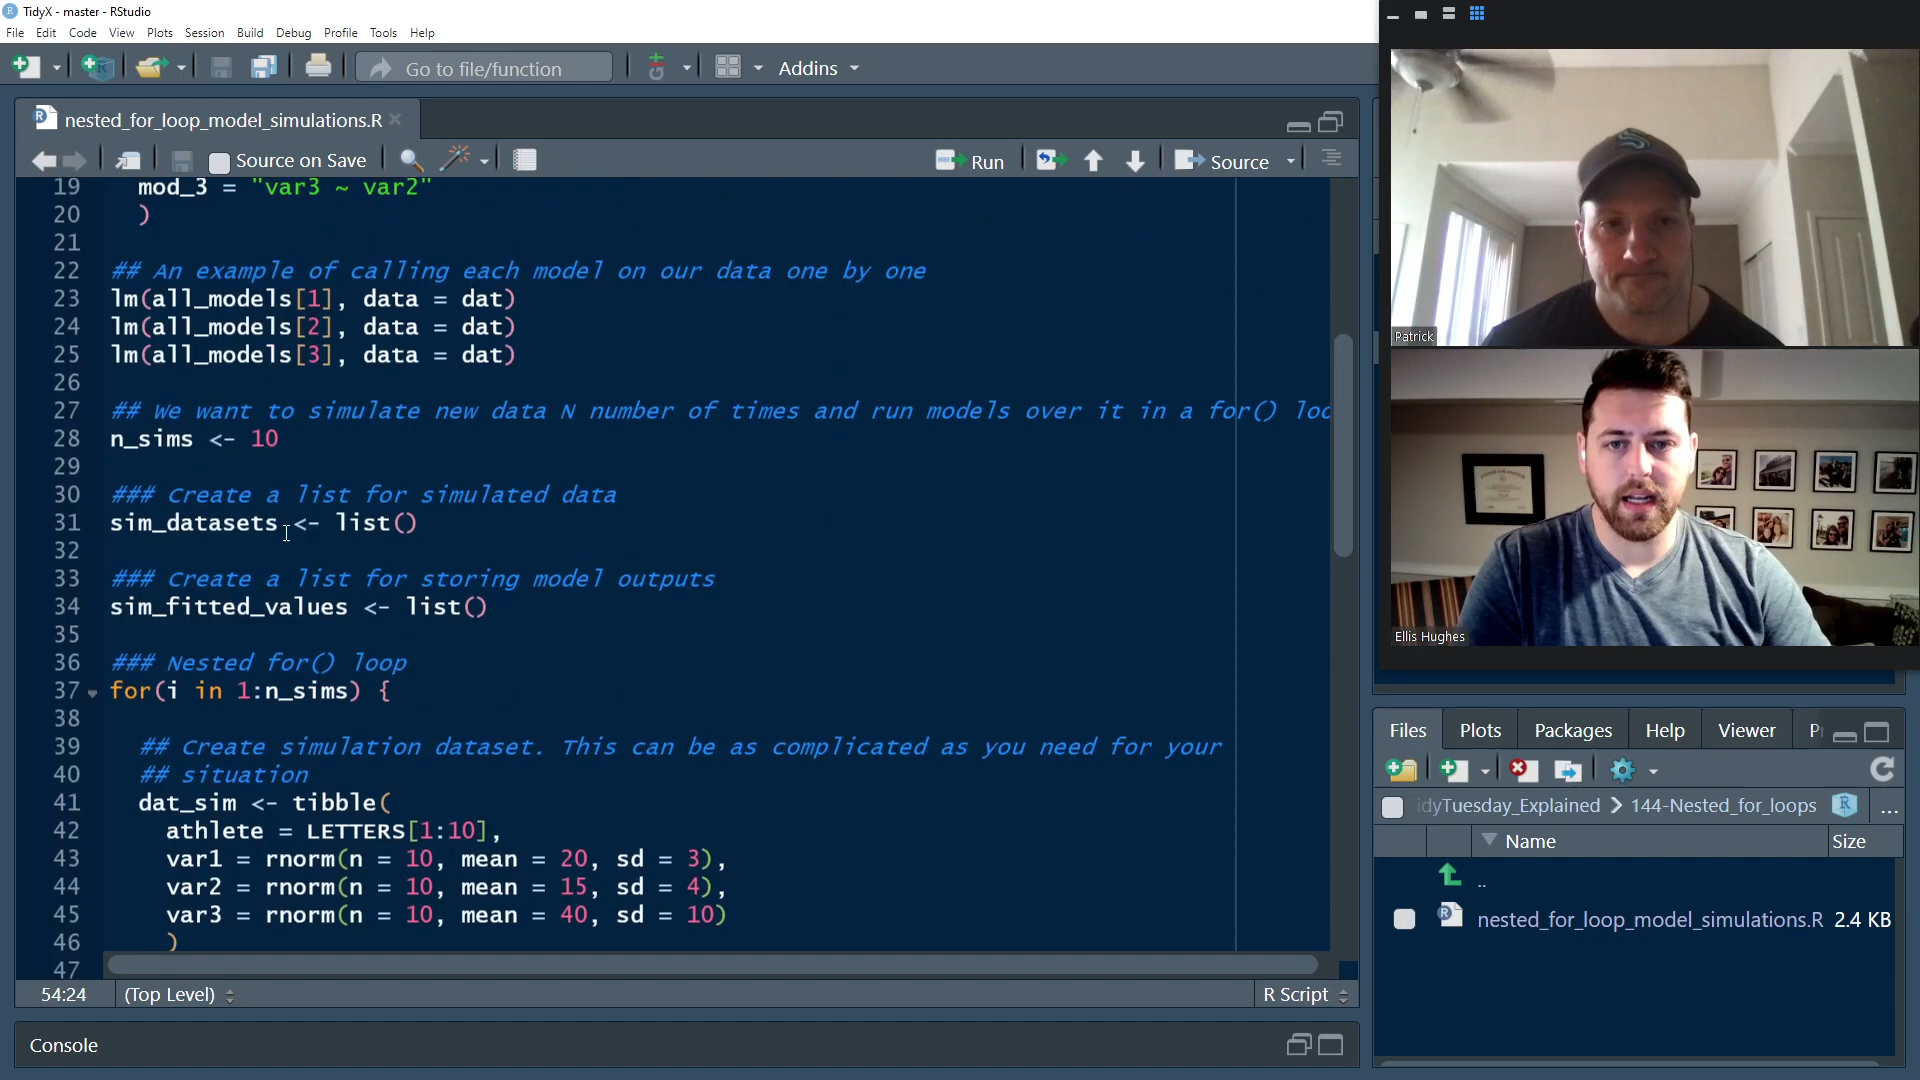 TidyX - master - RStudio
File Edit Code View Plots Session Build Debug Profile Tools Help
Go to file/function Addins
nested_for_loop_model_simulations.R
Source on Save Run Source
19 mod_3 = "var3 ~ var2"
20 )
21
22 ## An example of calling each model on our data one by one
23 lm(all_models[1], data = dat)
24 lm(all_models[2], data = dat)
25 lm(all_models[3], data = dat)
26
27 ## We want to simulate new data N number of times and run models over it in a for() loo
28 n_sims <- 10
29
30 ### Create a list for simulated data
31 sim_datasets <- list()
32
33 ### Create a list for storing model outputs
34 sim_fitted_values <- list()
35
36 ### Nested for() loop
37 for(i in 1:n_sims) {
38
39 ## Create simulation dataset. This can be as complicated as you need for your
40 ## situation
41 dat_sim <- tibble(
42 athlete = LETTERS[1:10],
43 var1 = rnorm(n = 10, mean = 20, sd = 3),
44 var2 = rnorm(n = 10, mean = 15, sd = 4),
45 var3 = rnorm(n = 10, mean = 40, sd = 10)
46 )
47
54:24 (Top Level) R Script
Console
Patrick
Ellis Hughes
Files Plots Packages Help Viewer P
idyTuesday_Explained 144-Nested_for_loops ...
Name Size
..
nested_for_loop_model_simulations.R 2.4 KB